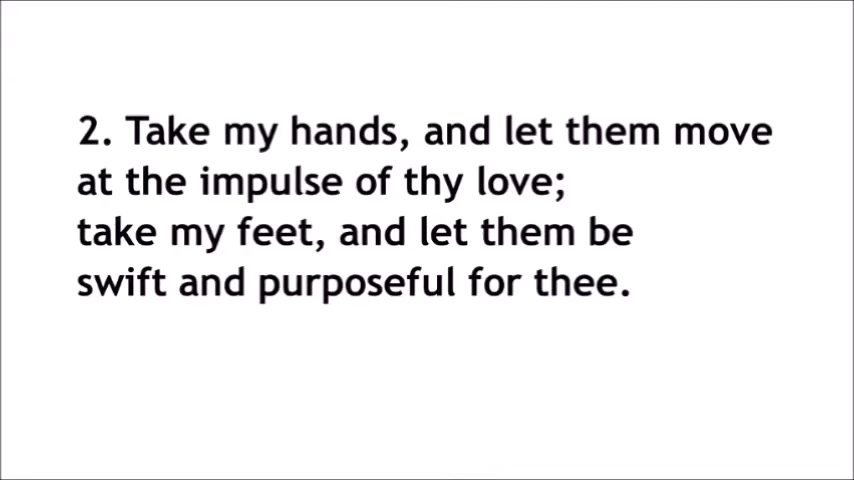 2. Take my hands, and let them move
at the impulse of thy love;
take my feet, and let them be
swift and purposeful for thee.